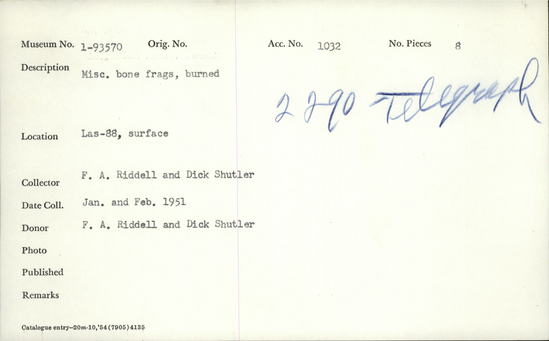 Museum No. 1-93570 Orig. No. Acc. No. 1032 No. Pieces 8
Description Misc. bone frags, burned
2290 Telegraph
Location Las-88, surface
Collector F. A. Riddell and Dick Shutler
Date Coll. Jan. and Feb. 1951
Donor F. A. Riddell and Dick Shutler
Photo
Published
Remarks
Catalogue entry—20m-10,'54(7905)4135